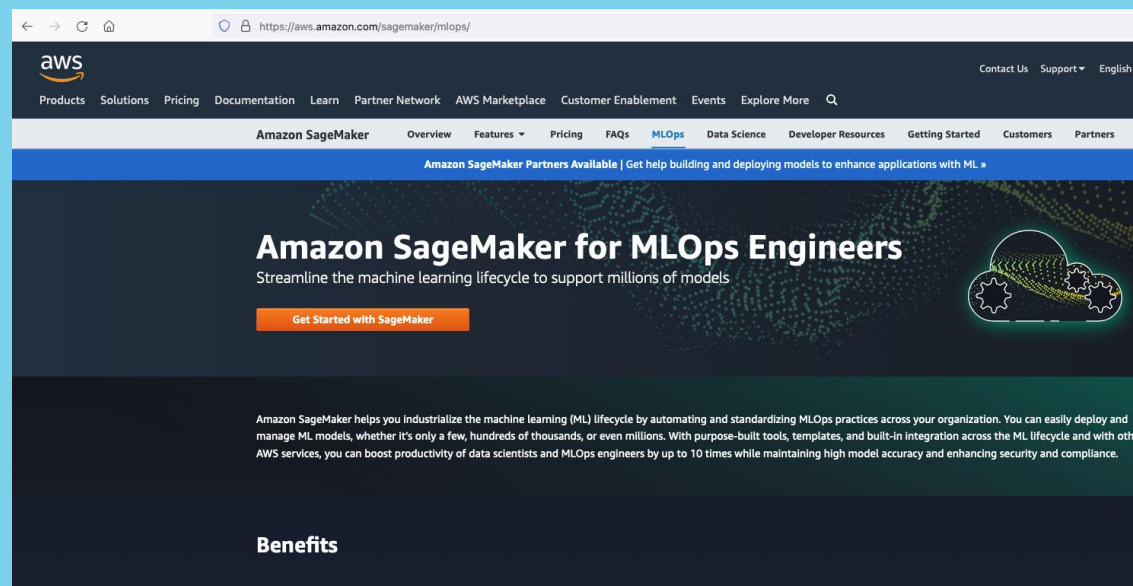 https://aws.amazon.com/sagemaker/mlops/
aws
Contact Us Support English
Products Solutions Pricing Documentation Learn Partner Network AWS Marketplace Customer Enablement Events Explore More
Amazon SageMaker Overview Features Pricing FAQs MLOps Data Science Developer Resources Getting Started Customers Partners
Amazon SageMaker Partners Available | Get help building and deploying models to enhance applications with ML »
Amazon SageMaker for MLOps Engineers
Streamline the machine learning lifecycle to support millions of models
Get Started with SageMaker
Amazon SageMaker helps you industrialize the machine learning (ML) lifecycle by automating and standardizing MLOps practices across your organization. You can easily deploy and
manage ML models, whether it's only a few, hundreds of thousands, or even millions. With purpose-built tools, templates, and built-in integration across the ML lifecycle and with oth
AWS services, you can boost productivity of data scientists and MLOps engineers by up to 10 times while maintaining high model accuracy and enhancing security and compliance.
Benefits